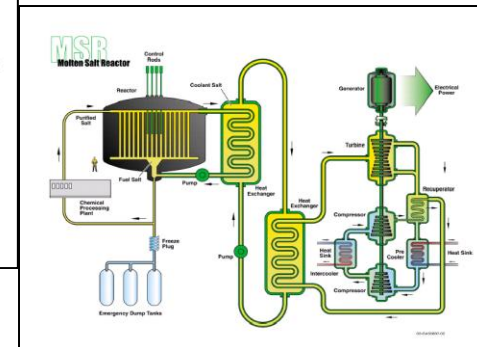 MSR
Molten Salt Reactor
Control
Rods
Reactor
Coolant Salt
Purified
Salt
Fuel Salt
Pump
Heat
Exchanger
Chemical
Processing
Plant
Freeze
Plug
Emergency Dump Tanks
Pump
Heat
Exchanger
Generator
Electrical
Power
Turbine
Recuperator
Compressor
Heat
Sink
Pre
Cooler
Heat Sink
Intercooler
Compressor